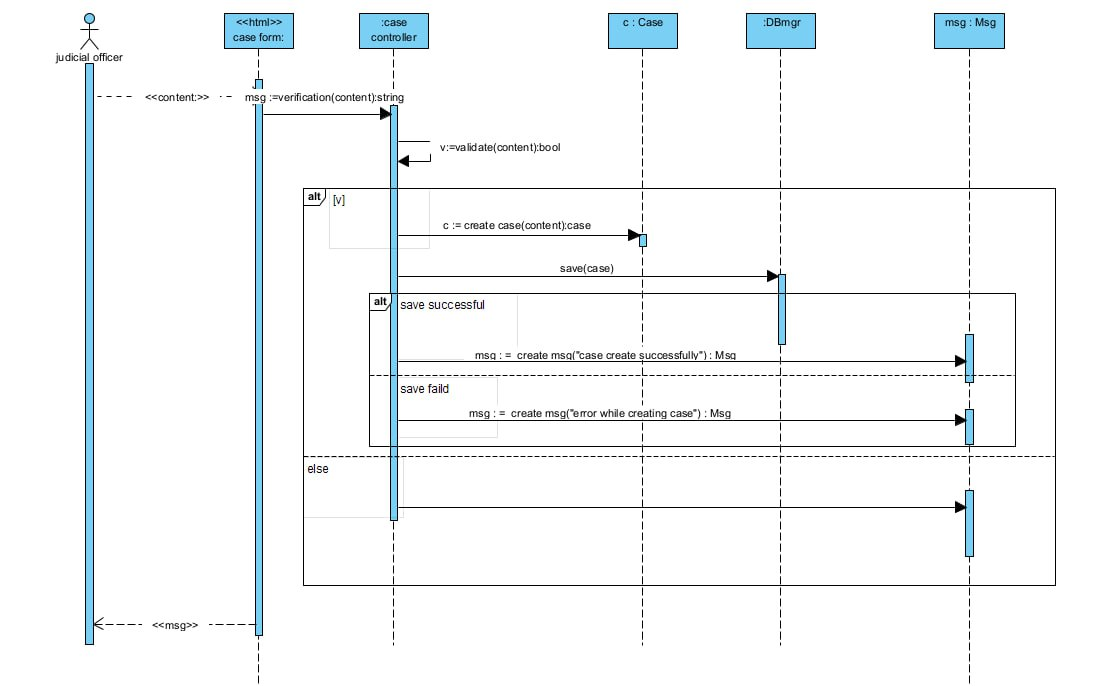 judicial officer
<<html>>
case form:
:case
controller
c : Case
:DBmgr
msg : Msg
<<content:>>
msg :=verification(content):string
v:=validate(content):bool
alt
[v]
c := create case(content):case
save(case)
alt
save successful
msg : =  create msg("case create successfully") : Msg
save faild
msg : =  create msg("error while creating case") : Msg
else
<<msg>>